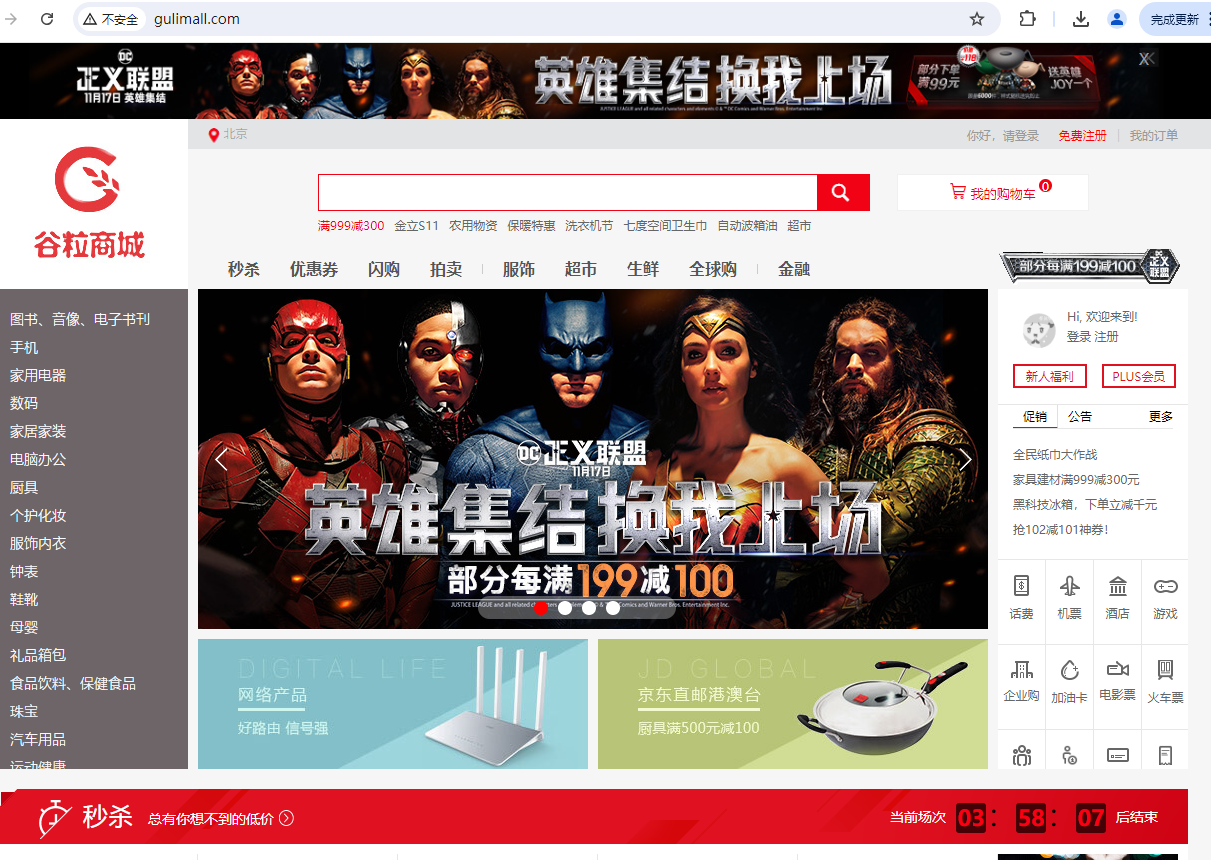 不安全
gulimall.com
完成更新
DC
正义联盟
11月17日 英雄集结
英雄集结 换我上场
部分下单
满99元
送英雄
JOY一个
X
北京
你好，请登录
免费注册
我的订单
谷粒商城
我的购物车
0
满999减300
金立S11
农用物资
保暖特惠
洗衣机节
七度空间卫生巾
自动波箱油
超市
秒杀
优惠券
闪购
拍卖
服饰
超市
生鲜
全球购
金融
部分每满199减100
DC
正义
联盟
图书、音像、电子书刊
手机
家用电器
数码
家居家装
电脑办公
厨具
个护化妆
服饰内衣
钟表
鞋靴
母婴
礼品箱包
食品饮料、保健食品
珠宝
汽车用品
运动健康
DC 正义联盟
11月17日
英雄集结 换我上场
部分每满199减100
Hi, 欢迎来到!
登录 注册
新人福利
PLUS会员
促销
公告
更多
全民纸巾大作战
家具建材满999减300元
黑科技冰箱，下单立减千元
抢102减101神券!
话费
机票
酒店
游戏
企业购
加油卡
电影票
火车票
DIGITAL LIFE
网络产品
好路由 信号强
JD GLOBAL
京东直邮港澳台
厨具满500元减100
秒杀
总有你想不到的低价
当前场次
03 : 58 : 07
后结束